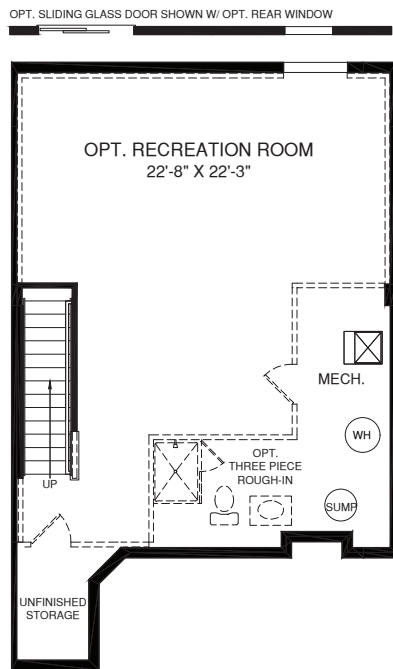 OPT. SLIDING GLASS DOOR SHOWN W/ OPT. REAR WINDOW
OPT. RECREATION ROOM
22'-8" X 22'-3"
MECH.
WH
OPT.
THREE PIECE
ROUGH-IN
UP
SUMP
UNFINISHED
STORAGE